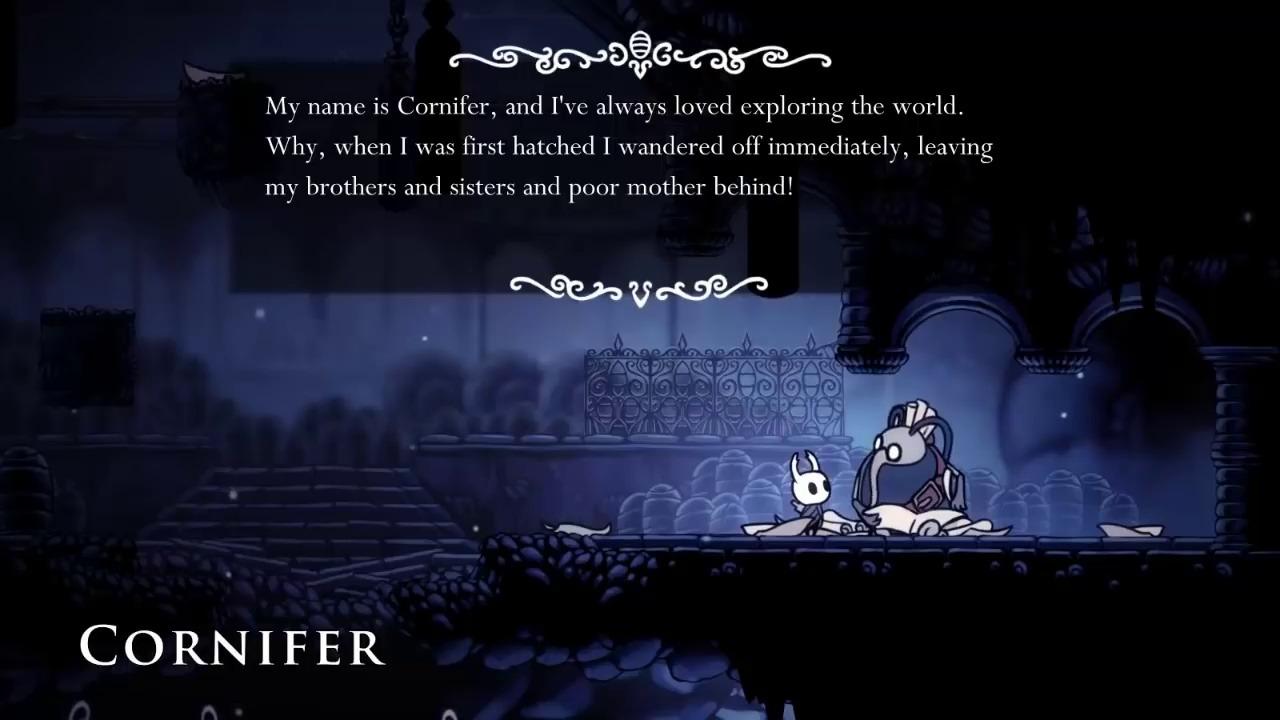 My name is Cornifer, and I've always loved exploring the world.
Why, when I was first hatched I wandered off immediately, leaving
my brothers and sisters and poor mother behind!
CORNIFER